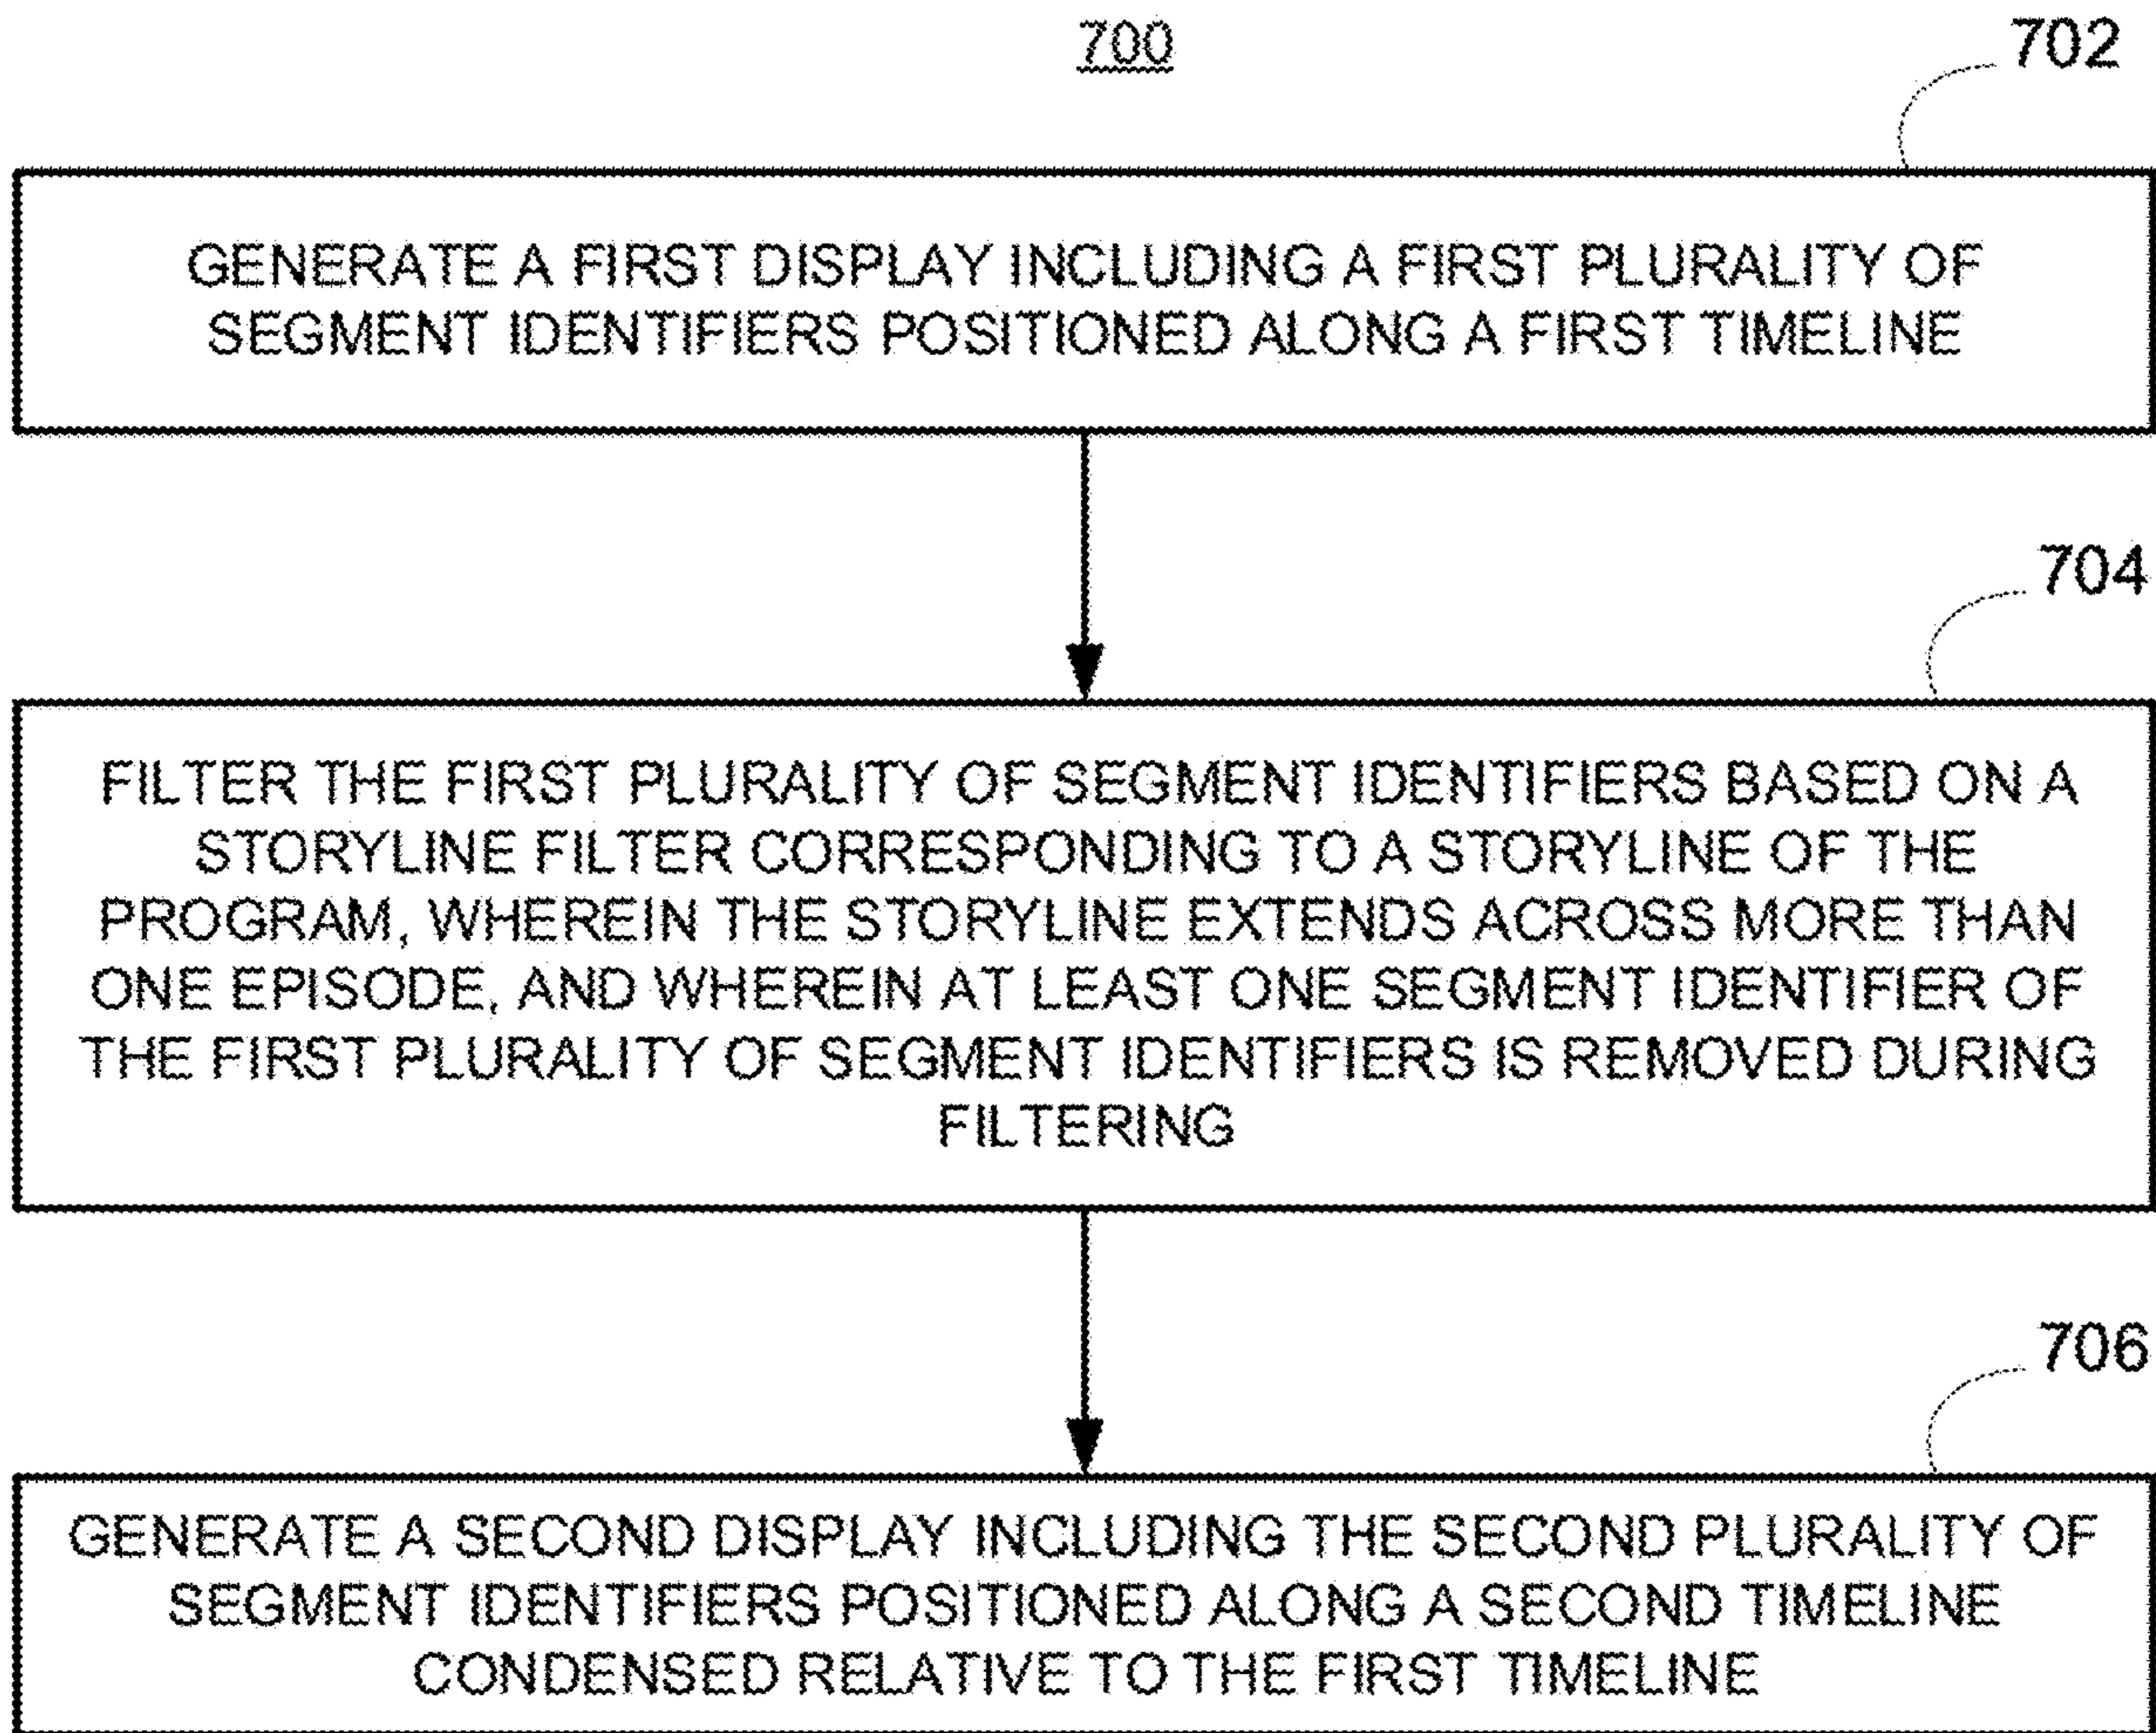 700
702
GENERATE A FIRST DISPLAY INCLUDING A FIRST PLURALITY OF
SEGMENT IDENTIFIERS POSITIONED ALONG A FIRST TIMELINE
704
FILTER THE FIRST PLURALITY OF SEGMENT IDENTIFIERS BASED ON A
STORYLINE FILTER CORRESPONDING TO A STORYLINE OF THE
PROGRAM, WHEREIN THE STORYLINE EXTENDS ACROSS MORE THAN
ONE EPISODE, AND WHEREIN AT LEAST ONE SEGMENT IDENTIFIER OF
THE FIRST PLURALITY OF SEGMENT IDENTIFIERS IS REMOVED DURING
FILTERING
706
GENERATE A SECOND DISPLAY INCLUDING THE SECOND PLURALITY OF
SEGMENT IDENTIFIERS POSITIONED ALONG A SECOND TIMELINE
CONDENSED RELATIVE TO THE FIRST TIMELINE